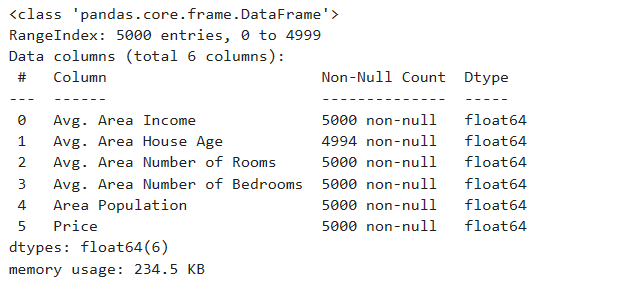 <class 'pandas.core.frame.DataFrame'>
RangeIndex: 5000 entries, 0 to 4999
Data columns (total 6 columns):
 #   Column                        Non-Null Count  Dtype
---  ------                        --------------  -----
 0   Avg. Area Income              5000 non-null   float64
 1   Avg. Area House Age           4994 non-null   float64
 2   Avg. Area Number of Rooms     5000 non-null   float64
 3   Avg. Area Number of Bedrooms  5000 non-null   float64
 4   Area Population               5000 non-null   float64
 5   Price                         5000 non-null   float64
dtypes: float64(6)
memory usage: 234.5 KB